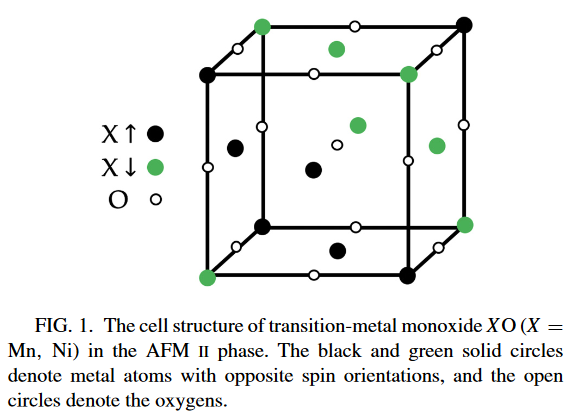 X↑
X↓
O
FIG. 1. The cell structure of transition-metal monoxide XO (X =
Mn, Ni) in the AFM II phase. The black and green solid circles
denote metal atoms with opposite spin orientations, and the open
circles denote the oxygens.